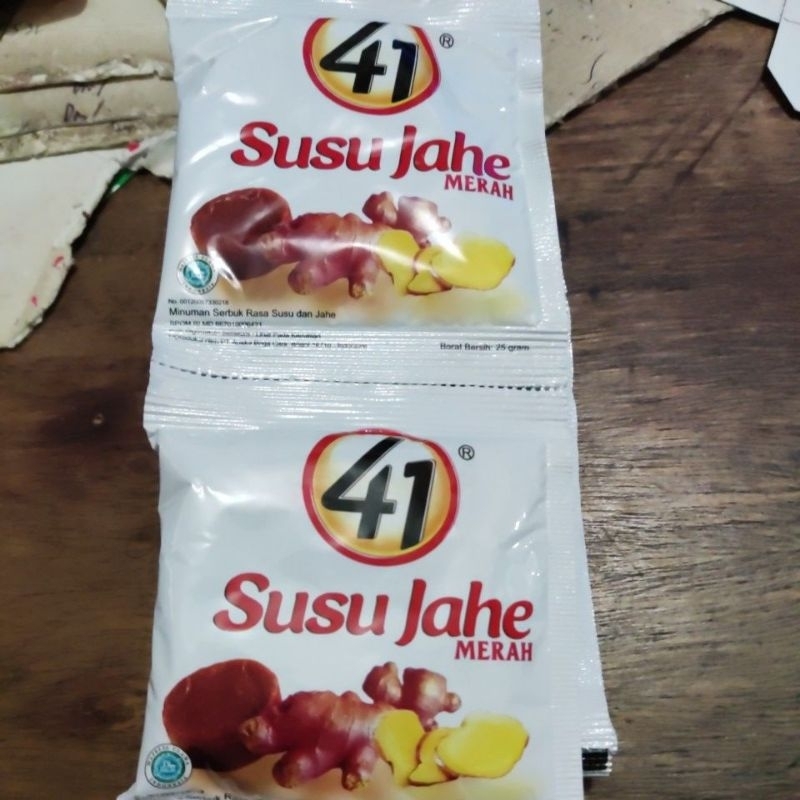 41 ®
Susu Jahe
MERAH
Minuman Serbuk Rasa Susu dan Jahe
Berat Bersih: 25 gram
41 ®
Susu Jahe
MERAH